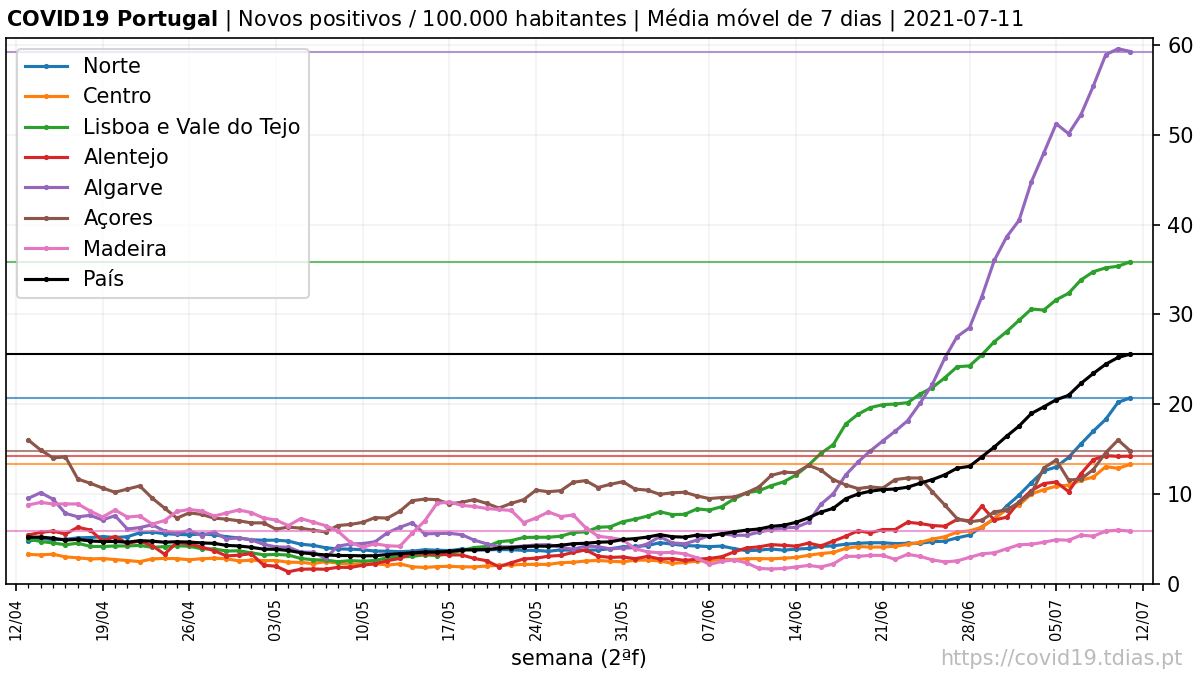 COVID19 Portugal | Novos positivos / 100.000 habitantes | Média móvel de 7 dias | 2021-07-11
Norte
Centro
Lisboa e Vale do Tejo
Alentejo
Algarve
Açores
Madeira
País
60
50
40
30
20
10
0
12/04 19/04 26/04 03/05 10/05 17/05 24/05 31/05 07/06 14/06 21/06 28/06 05/07 12/07
semana (2ªf)
https://covid19.tdias.pt